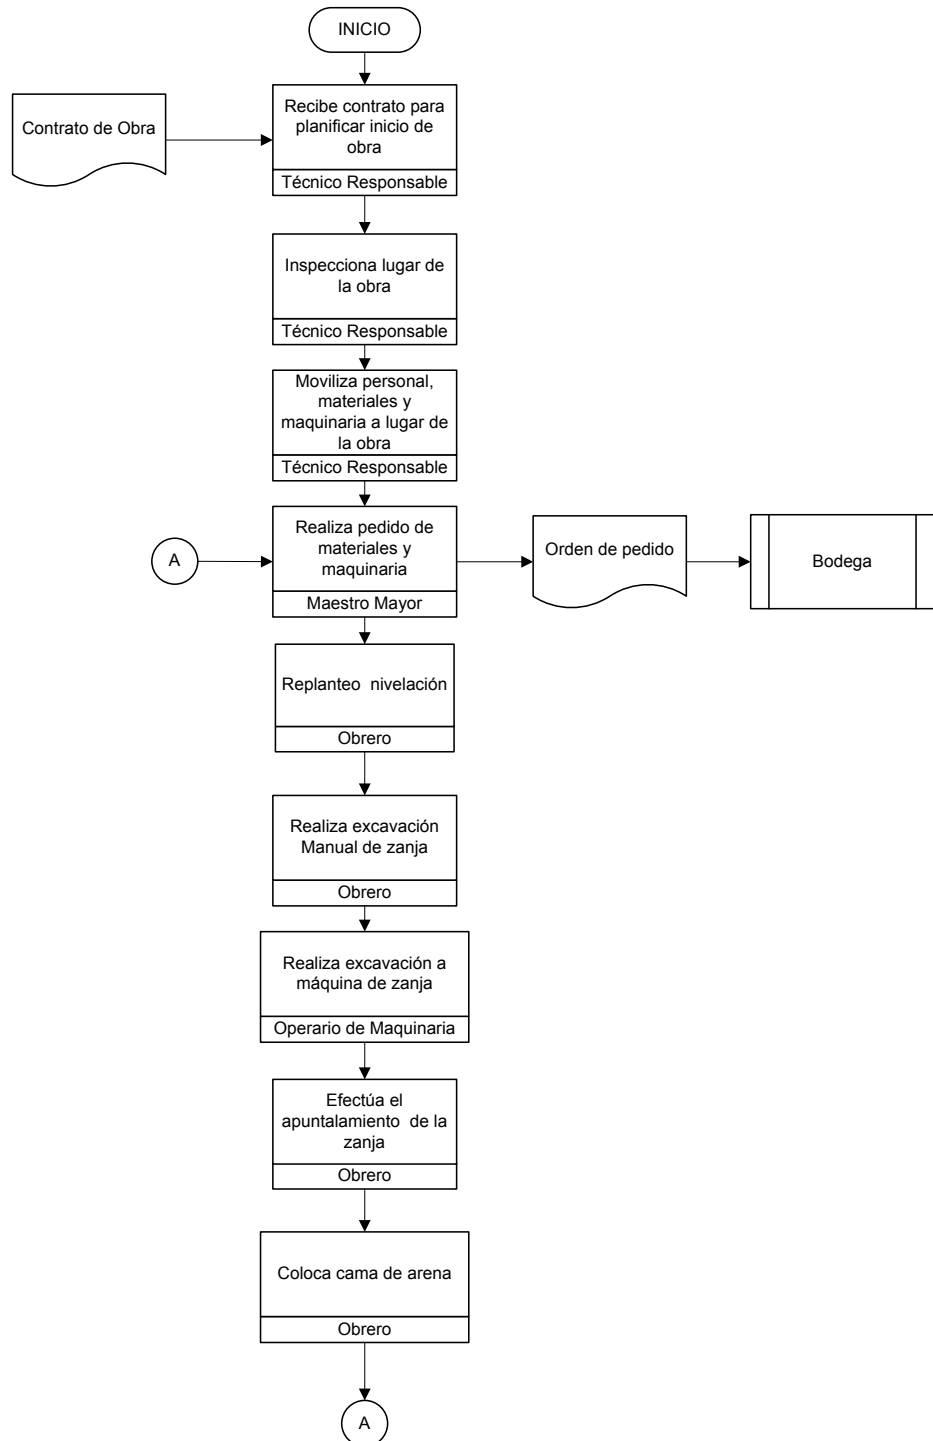 INICIO
Contrato de Obra
Recibe contrato para
planificar inicio de
obra
Técnico Responsable
Inspecciona lugar de
la obra
Técnico Responsable
Moviliza personal,
materiales y
maquinaria a lugar de
la obra
Técnico Responsable
A
Realiza pedido de
materiales y
maquinaria
Maestro Mayor
Orden de pedido
Bodega
Replanteo nivelación
Obrero
Realiza excavación
Manual de zanja
Obrero
Realiza excavación a
máquina de zanja
Operario de Maquinaria
Efectúa el
apuntalamiento de la
zanja
Obrero
Coloca cama de arena
Obrero
A